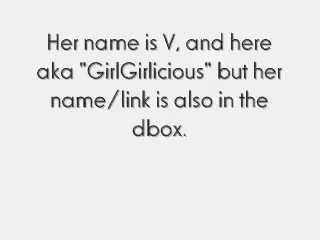 Her name is V, and here
aka "GirlGirlicious" but her
name/link is also in the
dbox.